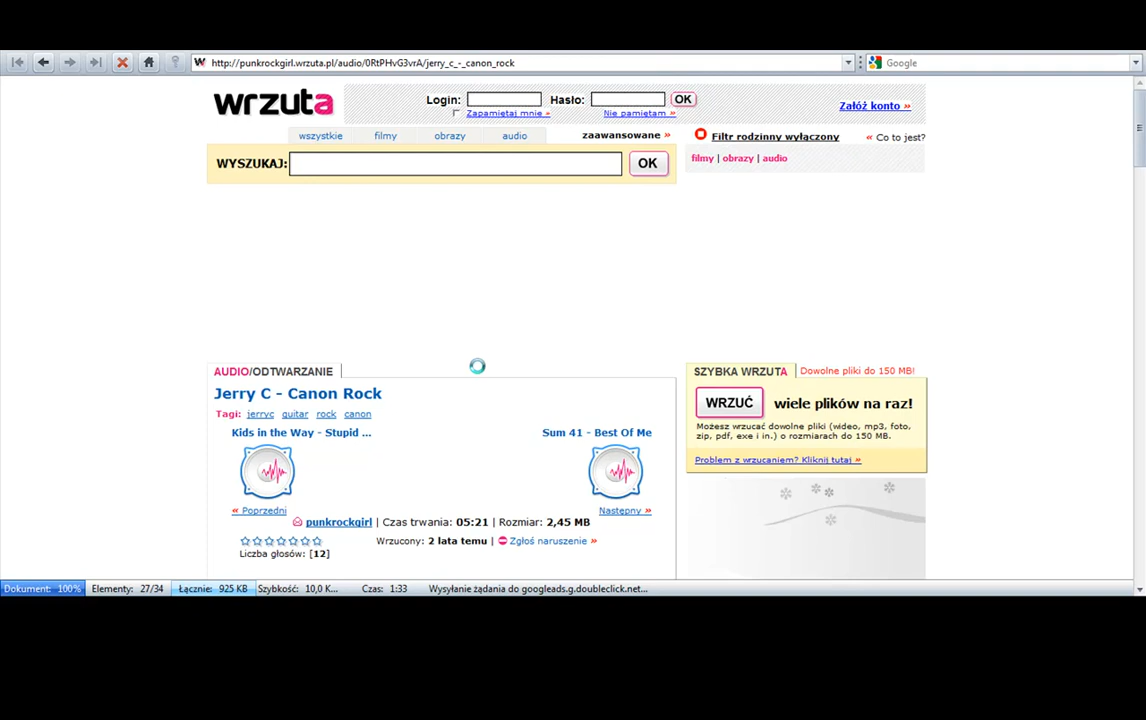 http://punkrockgirl.wrzuta.pl/audio/0RtPHvG3vrA/jerry_c_-_canon_rock
Google
wrzuta
Login:
Hasło:
OK
Załóż konto »
Zapamiętaj mnie »
Nie pamiętam »
wszystkie
filmy
obrazy
audio
zaawansowane »
Filtr rodzinny wyłączony
« Co to jest?
WYSZUKAJ:
OK
filmy | obrazy | audio
AUDIO/ODTWARZANIE
Jerry C - Canon Rock
Tagi: jerryc guitar rock canon
Kids in the Way - Stupid ...
Sum 41 - Best Of Me
« Poprzedni
Następny »
punkrockgirl | Czas trwania: 05:21 | Rozmiar: 2,45 MB
Wrzucony: 2 lata temu | Zgłoś naruszenie »
Liczba głosów: [12]
SZYBKA WRZUTA
Dowolne pliki do 150 MB!
WRZUĆ
wiele plików na raz!
Możesz wrzucać dowolne pliki (wideo, mp3, foto,
zip, pdf, exe i in.) o rozmiarach do 150 MB.
Problem z wrzucaniem? Kliknij tutaj »
Dokument: 100%
Elementy: 27/34
Łącznie: 925 KB
Szybkość: 10,0 K...
Czas: 1:33
Wysyłanie żądania do googleads.g.doubleclick.net...